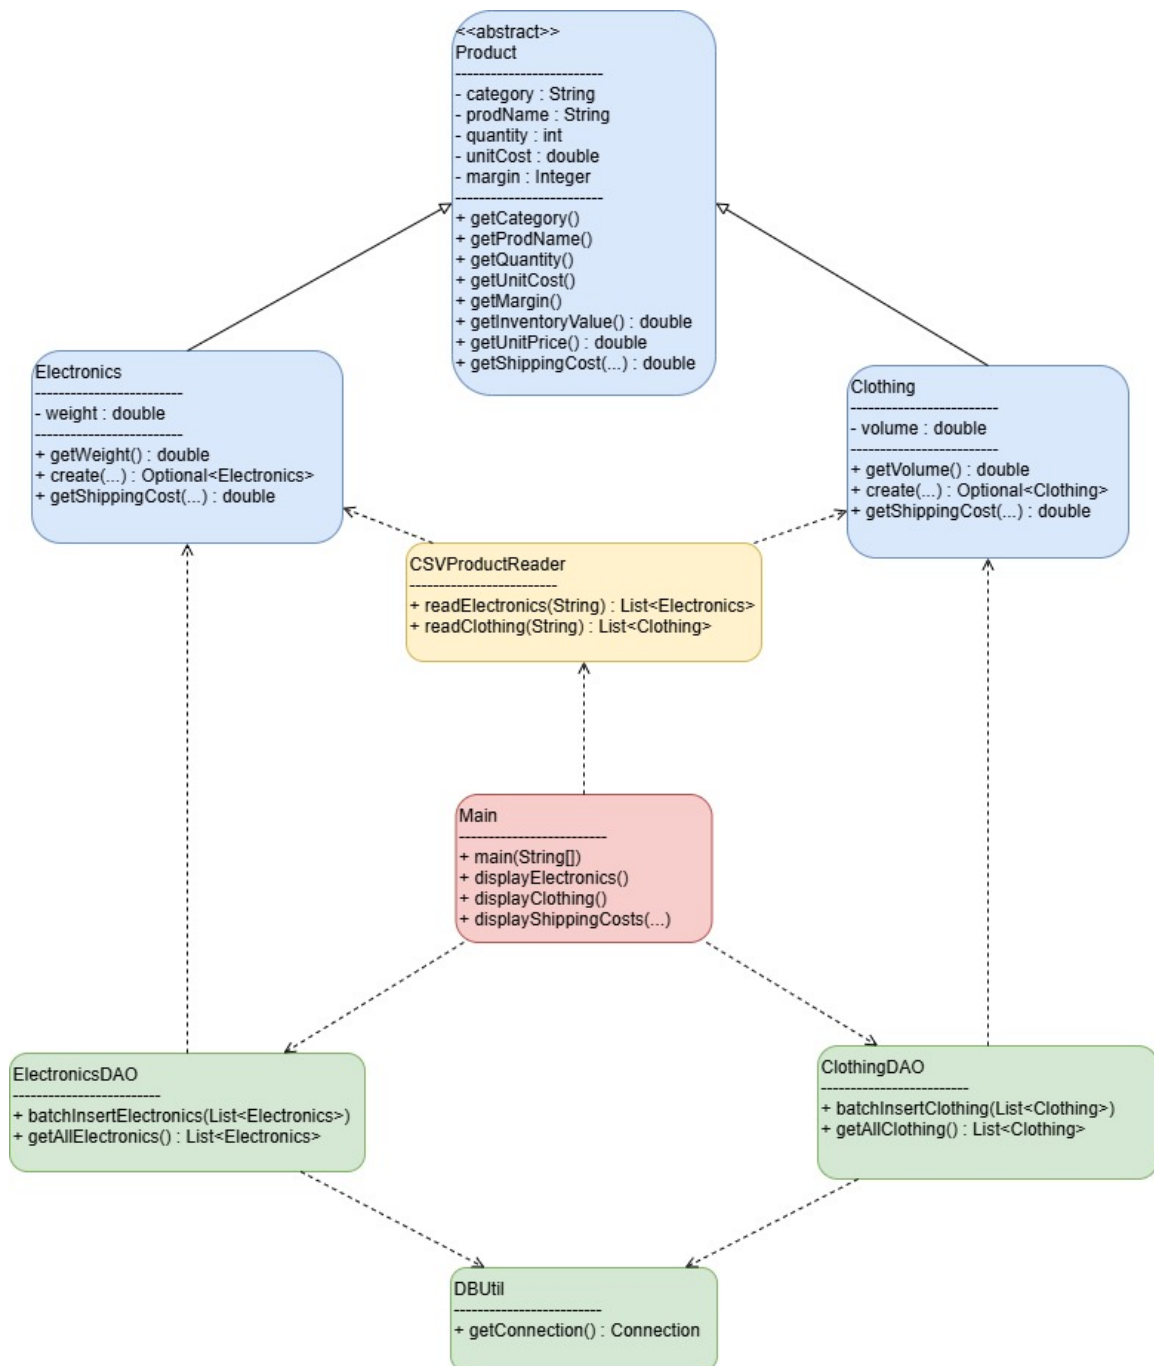 <<abstract>>
Product
-------------------------
- category : String
- prodName : String
- quantity : int
- unitCost : double
- margin : Integer
-------------------------
+ getCategory()
+ getProdName()
+ getQuantity()
+ getUnitCost()
+ getMargin()
+ getInventoryValue() : double
+ getUnitPrice() : double
+ getShippingCost(...) : double
Electronics
-------------------------
- weight : double
-------------------------
+ getWeight() : double
+ create(...) : Optional<Electronics>
+ getShippingCost(...) : double
Clothing
-------------------------
- volume : double
-------------------------
+ getVolume() : double
+ create(...) : Optional<Clothing>
+ getShippingCost(...) : double
CSVProductReader
-------------------------
+ readElectronics(String) : List<Electronics>
+ readClothing(String) : List<Clothing>
Main
-------------------------
+ main(String[])
+ displayElectronics()
+ displayClothing()
+ displayShippingCosts(...)
ElectronicsDAO
-------------------------
+ batchInsertElectronics(List<Electronics>)
+ getAllElectronics() : List<Electronics>
ClothingDAO
-------------------------
+ batchInsertClothing(List<Clothing>)
+ getAllClothing() : List<Clothing>
DBUtil
-------------------------
+ getConnection() : Connection